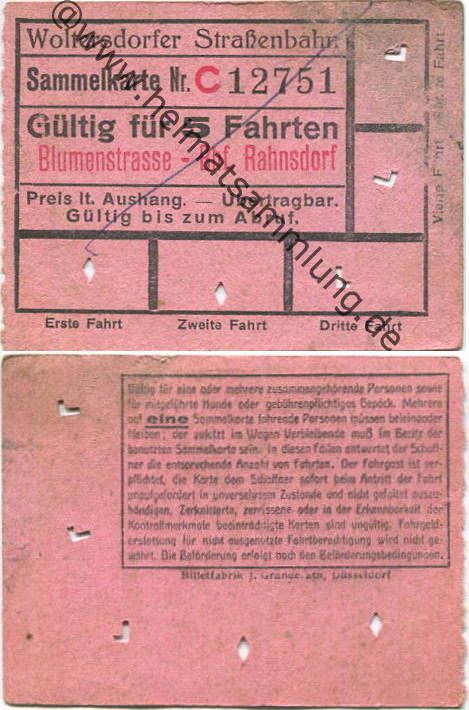 Woltersdorfer Straßenbahn
Sammelkarte Nr. C 12751
Gültig für 5 Fahrten
Blumenstrasse - Bhf. Rahnsdorf
Preis lt. Aushang. — Übertragbar.
Gültig bis zum Abruf.
Erste Fahrt
Zweite Fahrt
Dritte Fahrt
Vierte Fahrt
Fahrt
@www.heimatsammlung.de
Gültig für eine oder mehrere zusammengehörende Personen sowie
für mitgeführte Hunde oder gebührenpflichtiges Gepäck. Mehrere
auf eine Sammelkarte fahrende Personen müssen beieinander
bleiben; der zuletzt im Wagen Verbleibende muß im Besitz der
benutzten Sammelkarte sein. In diesen Fällen entwertet der Schaff-
ner die entsprechende Anzahl von Fahrten. Der Fahrgast ist ver-
pflichtet, die Karte dem Schaffner sofort beim Antritt der Fahrt
unaufgefordert in unversehrtem Zustande und nicht gefaltet auszu-
händigen. Zerknitterte, zerrissene oder in der Erkennbarkeit der
Kontrollmerkmale beeinträchtigte Karten sind ungültig. Fahrgeld-
erstattung für nicht ausgenutzte Fahrtberechtigung wird nicht ge-
währt. Die Beförderung erfolgt nach den Beförderungsbedingungen.
Billetfabrik J. Granderath, Düsseldorf